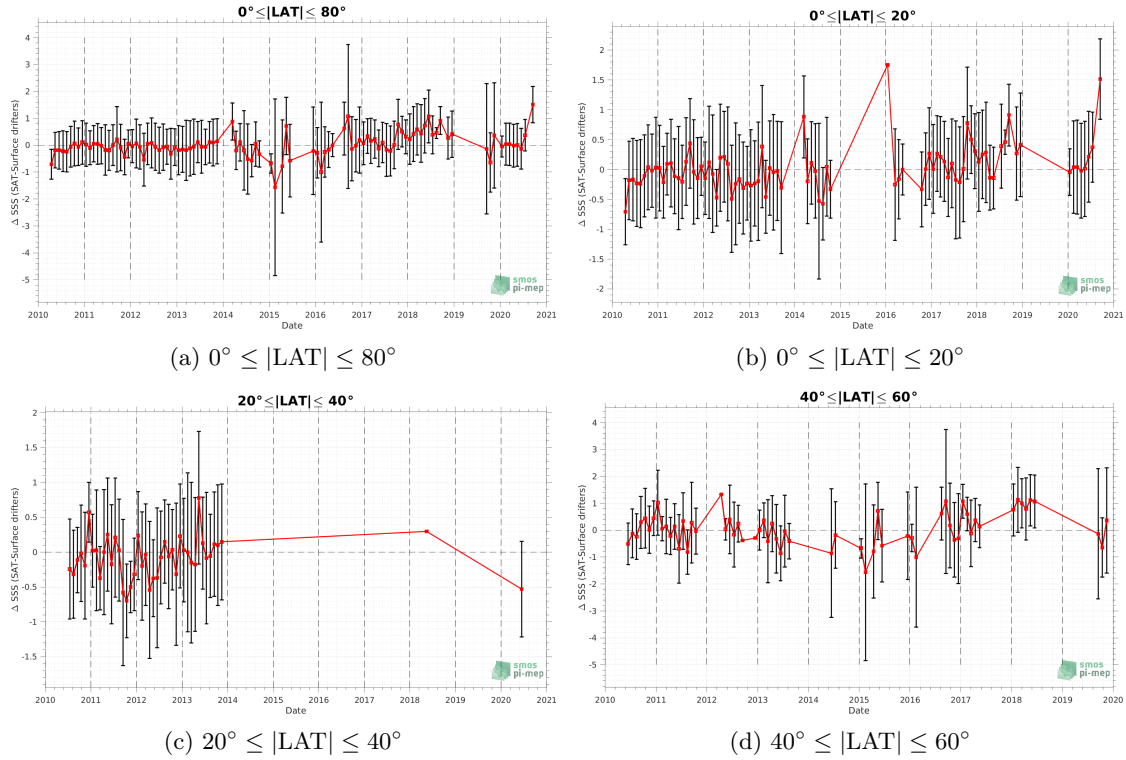 0°≤|LAT|≤ 80°
Δ SSS (SAT-Surface drifters)
4
3
2
1
0
-1
-2
-3
-4
-5
2010 2011 2012 2013 2014 2015 2016 2017 2018 2019 2020 2021
Date
smos
pi-mep
(a) 0° ≤ |LAT| ≤ 80°
0°≤|LAT|≤ 20°
Δ SSS (SAT-Surface drifters)
2
1.5
1
0.5
0
-0.5
-1
-1.5
-2
2010 2011 2012 2013 2014 2015 2016 2017 2018 2019 2020 2021
Date
smos
pi-mep
(b) 0° ≤ |LAT| ≤ 20°
20°≤|LAT|≤ 40°
Δ SSS (SAT-Surface drifters)
2
1.5
1
0.5
0
-0.5
-1
-1.5
2010 2011 2012 2013 2014 2015 2016 2017 2018 2019 2020 2021
Date
smos
pi-mep
(c) 20° ≤ |LAT| ≤ 40°
40°≤|LAT|≤ 60°
Δ SSS (SAT-Surface drifters)
4
3
2
1
0
-1
-2
-3
-4
-5
2010 2011 2012 2013 2014 2015 2016 2017 2018 2019 2020
Date
smos
pi-mep
(d) 40° ≤ |LAT| ≤ 60°